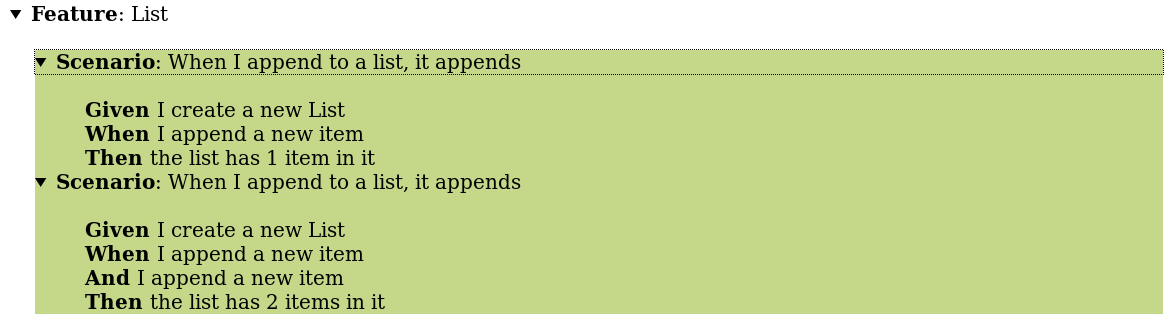 Feature: List
Scenario: When I append to a list, it appends
Given I create a new List
When I append a new item
Then the list has 1 item in it
Scenario: When I append to a list, it appends
Given I create a new List
When I append a new item
And I append a new item
Then the list has 2 items in it